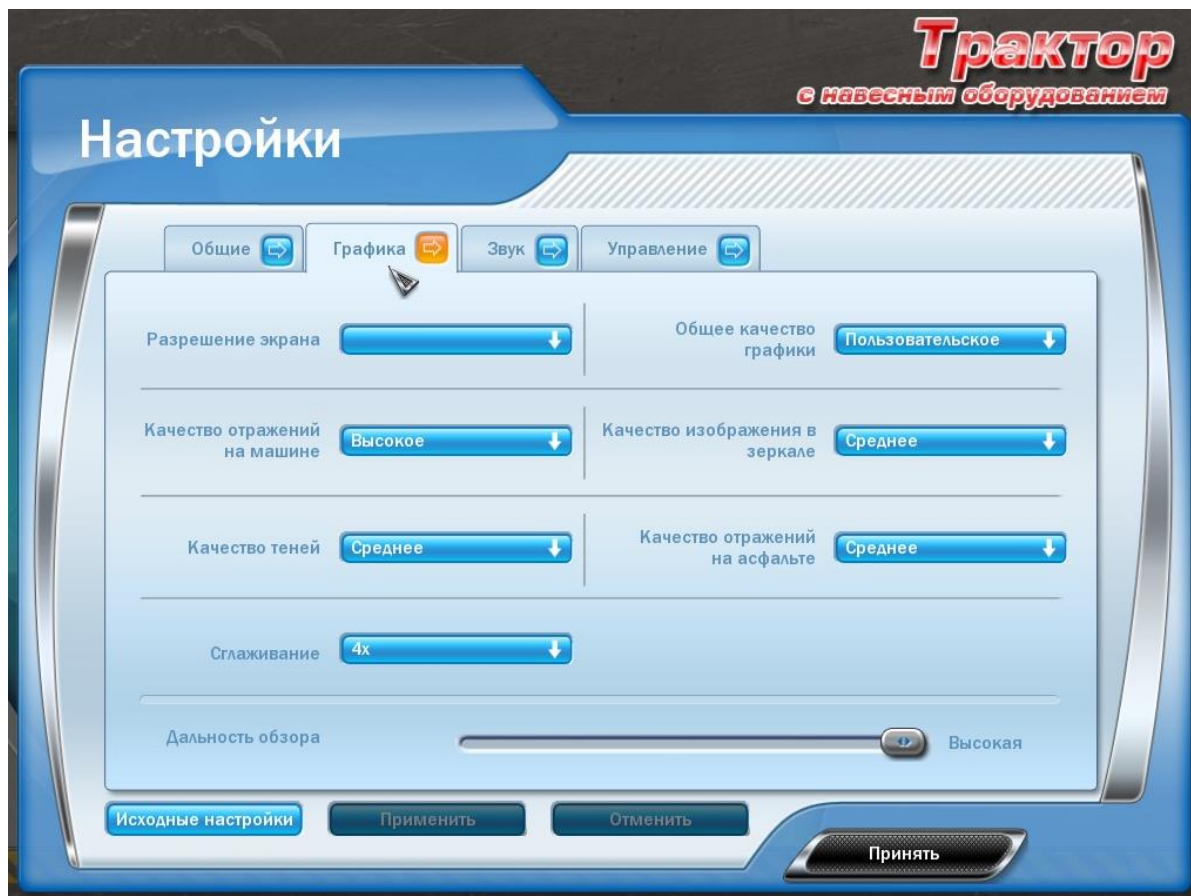 Трактор
с навесным оборудованием
Настройки
Общие
Графика
Звук
Управление
Разрешение экрана
Общее качество
графики
Пользовательское
Качество отражений
на машине
Высокое
Качество изображения в
зеркале
Среднее
Качество теней
Среднее
Качество отражений
на асфальте
Среднее
Сглаживание
4x
Дальность обзора
Высокая
Исходные настройки
Применить
Отменить
Принять